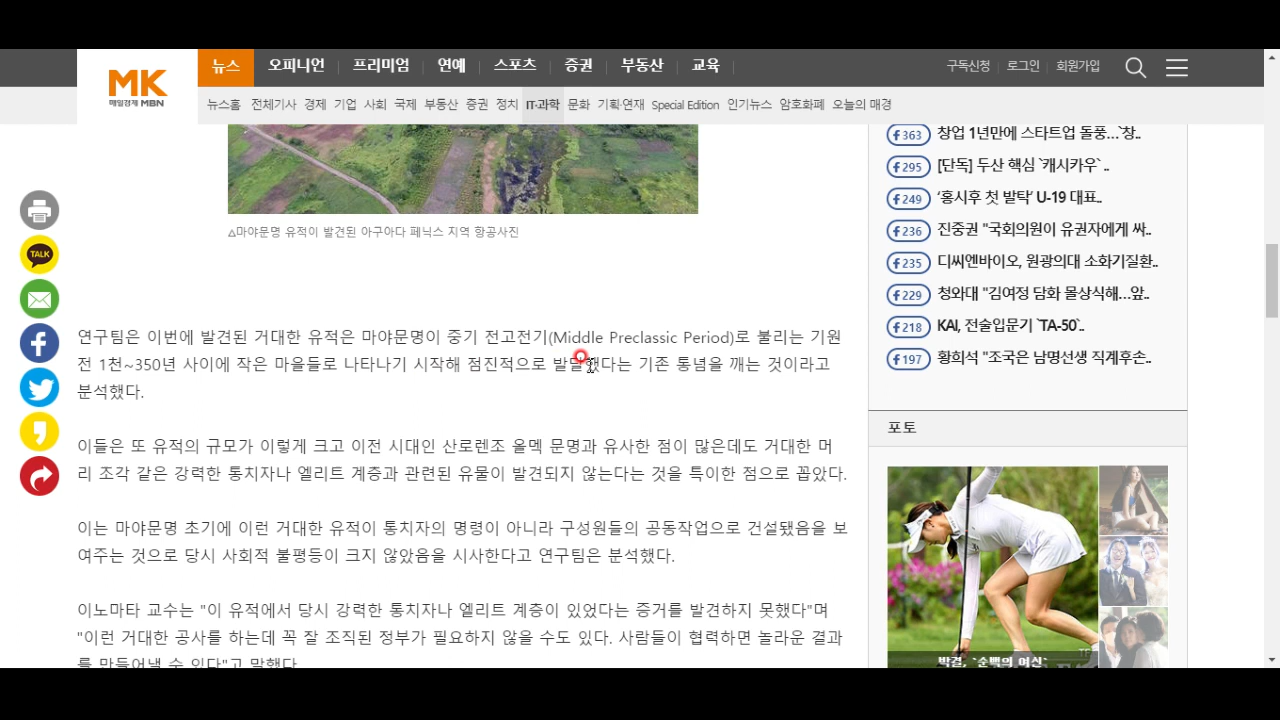 MK
매일경제 MBN
뉴스 오피니언 프리미엄 연예 스포츠 증권 부동산 교육
구독신청 로그인 회원가입
뉴스홈 전체기사 경제 기업 사회 국제 부동산 증권 정치 IT·과학 문화 기획·연재 Special Edition 인기뉴스 암호화폐 오늘의 매경
TALK
△마야문명 유적이 발견된 아구아다 페닉스 지역 항공사진
연구팀은 이번에 발견된 거대한 유적은 마야문명이 중기 전고전기(Middle Preclassic Period)로 불리는 기원
전 1천~350년 사이에 작은 마을들로 나타나기 시작해 점진적으로 발달했다는 기존 통념을 깨는 것이라고
분석했다.
이들은 또 유적의 규모가 이렇게 크고 이전 시대인 산로렌조 올멕 문명과 유사한 점이 많은데도 거대한 머
리 조각 같은 강력한 통치자나 엘리트 계층과 관련된 유물이 발견되지 않는다는 것을 특이한 점으로 꼽았다.
이는 마야문명 초기에 이런 거대한 유적이 통치자의 명령이 아니라 구성원들의 공동작업으로 건설됐음을 보
여주는 것으로 당시 사회적 불평등이 크지 않았음을 시사한다고 연구팀은 분석했다.
이노마타 교수는 "이 유적에서 당시 강력한 통치자나 엘리트 계층이 있었다는 증거를 발견하지 못했다"며
"이런 거대한 공사를 하는데 꼭 잘 조직된 정부가 필요하지 않을 수도 있다. 사람들이 협력하면 놀라운 결과
를 만들어낼 수 있다"고 말했다
f 363 창업 1년만에 스타트업 돌풍…`창..
f 295 [단독] 두산 핵심 `캐시카우` ..
f 249 ‘홍시후 첫 발탁’ U-19 대표..
f 236 진중권 "국회의원이 유권자에게 싸..
f 235 디씨엔바이오, 원광의대 소화기질환..
f 229 청와대 "김여정 담화 몰상식해…앞..
f 218 KAI, 전술입문기 `TA-50`..
f 197 황희석 "조국은 남명선생 직계후손..
포토
박결, `순백의 여신`